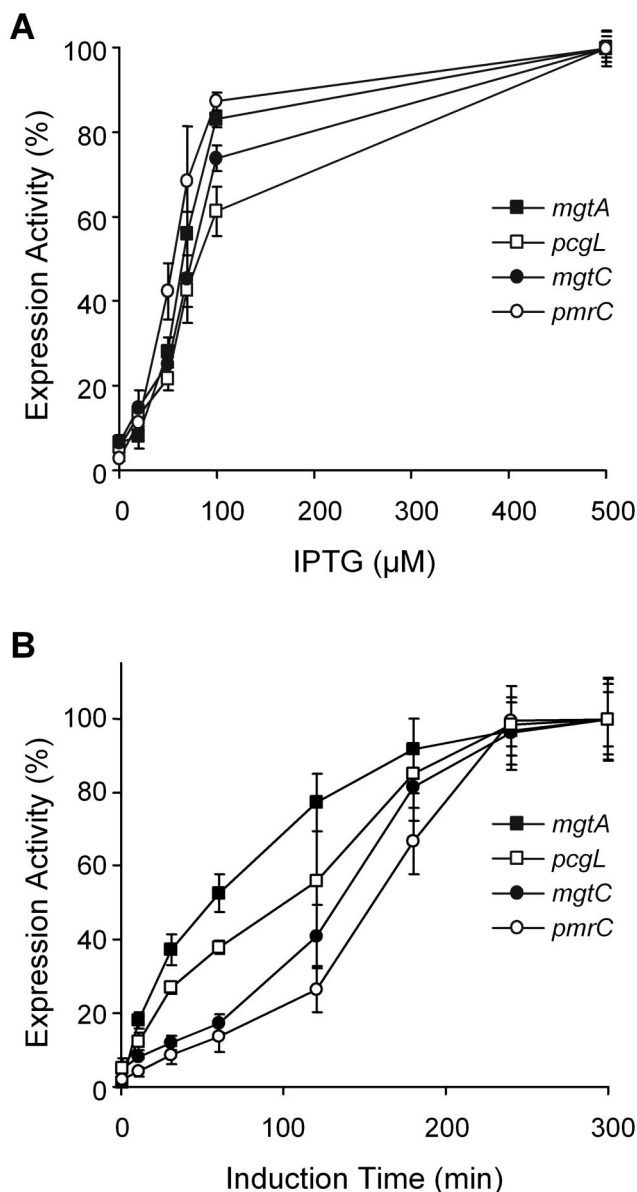 A
Expression Activity (%)
100
80
60
40
20
0
mgtA
pcgL
mgtC
pmrC
0 100 200 300 400 500
IPTG (µM)
B
Expression Activity (%)
100
80
60
40
20
0
mgtA
pcgL
mgtC
pmrC
0 100 200 300
Induction Time (min)